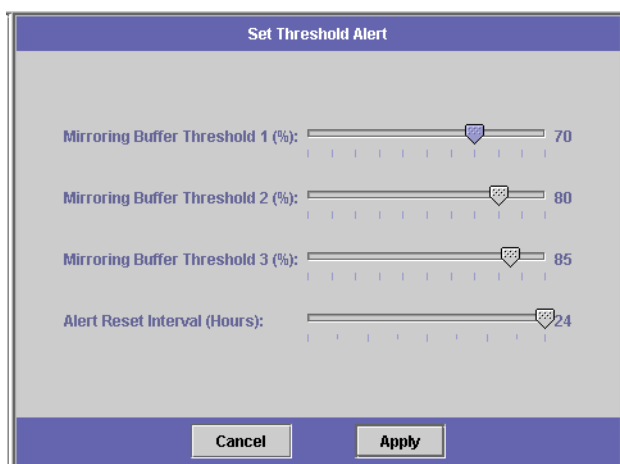 Set Threshold Alert
Mirroring Buffer Threshold 1 (%): 70
Mirroring Buffer Threshold 2 (%): 80
Mirroring Buffer Threshold 3 (%): 85
Alert Reset Interval (Hours): 24
Cancel Apply